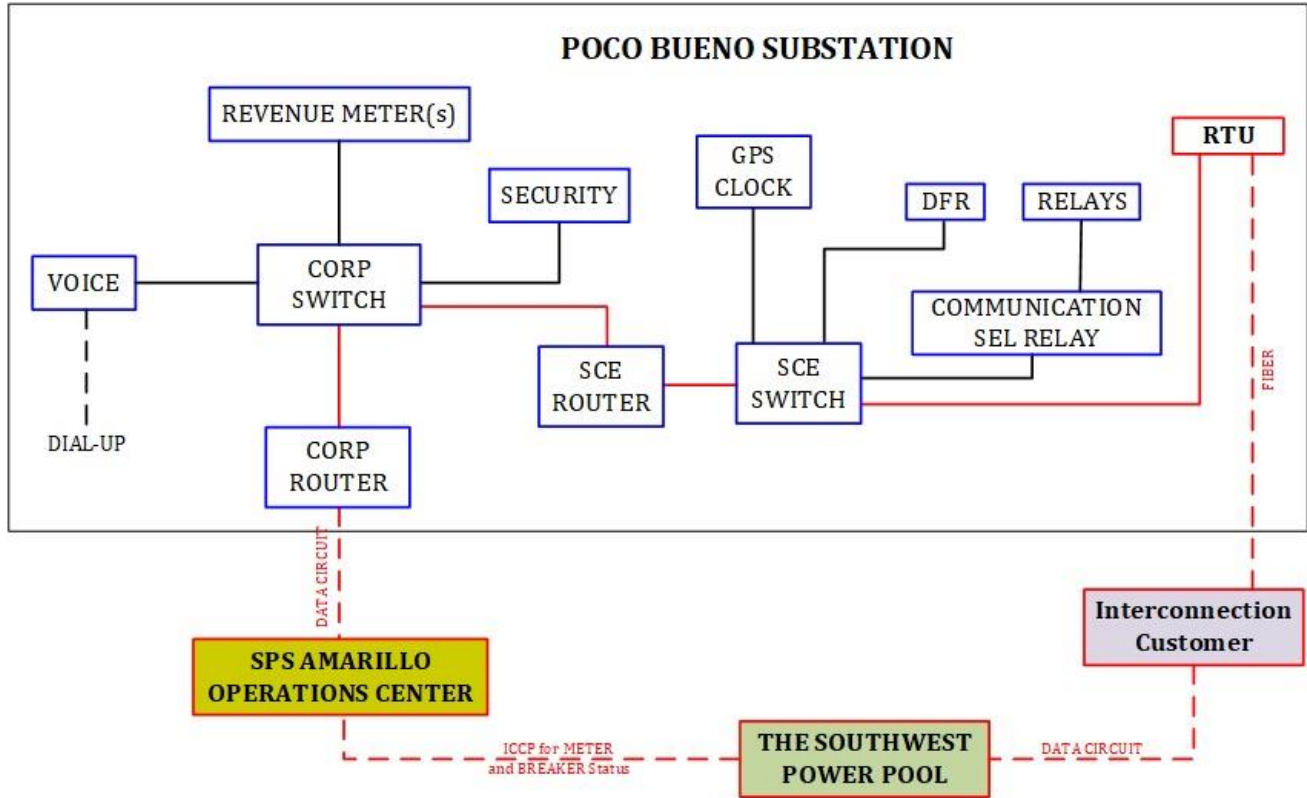 POCO BUENO SUBSTATION
REVENUE METER(s)
RTU
GPS
CLOCK
SECURITY
DFR
RELAYS
VOICE
CORP
SWITCH
COMMUNICATION
SEL RELAY
SCE
ROUTER
SCE
SWITCH
FIBER
DIAL-UP
CORP
ROUTER
DATA CIRCUIT
Interconnection
Customer
SPS AMARILLO
OPERATIONS CENTER
ICCP for METER
and BREAKER Status
THE SOUTHWEST
POWER POOL
DATA CIRCUIT